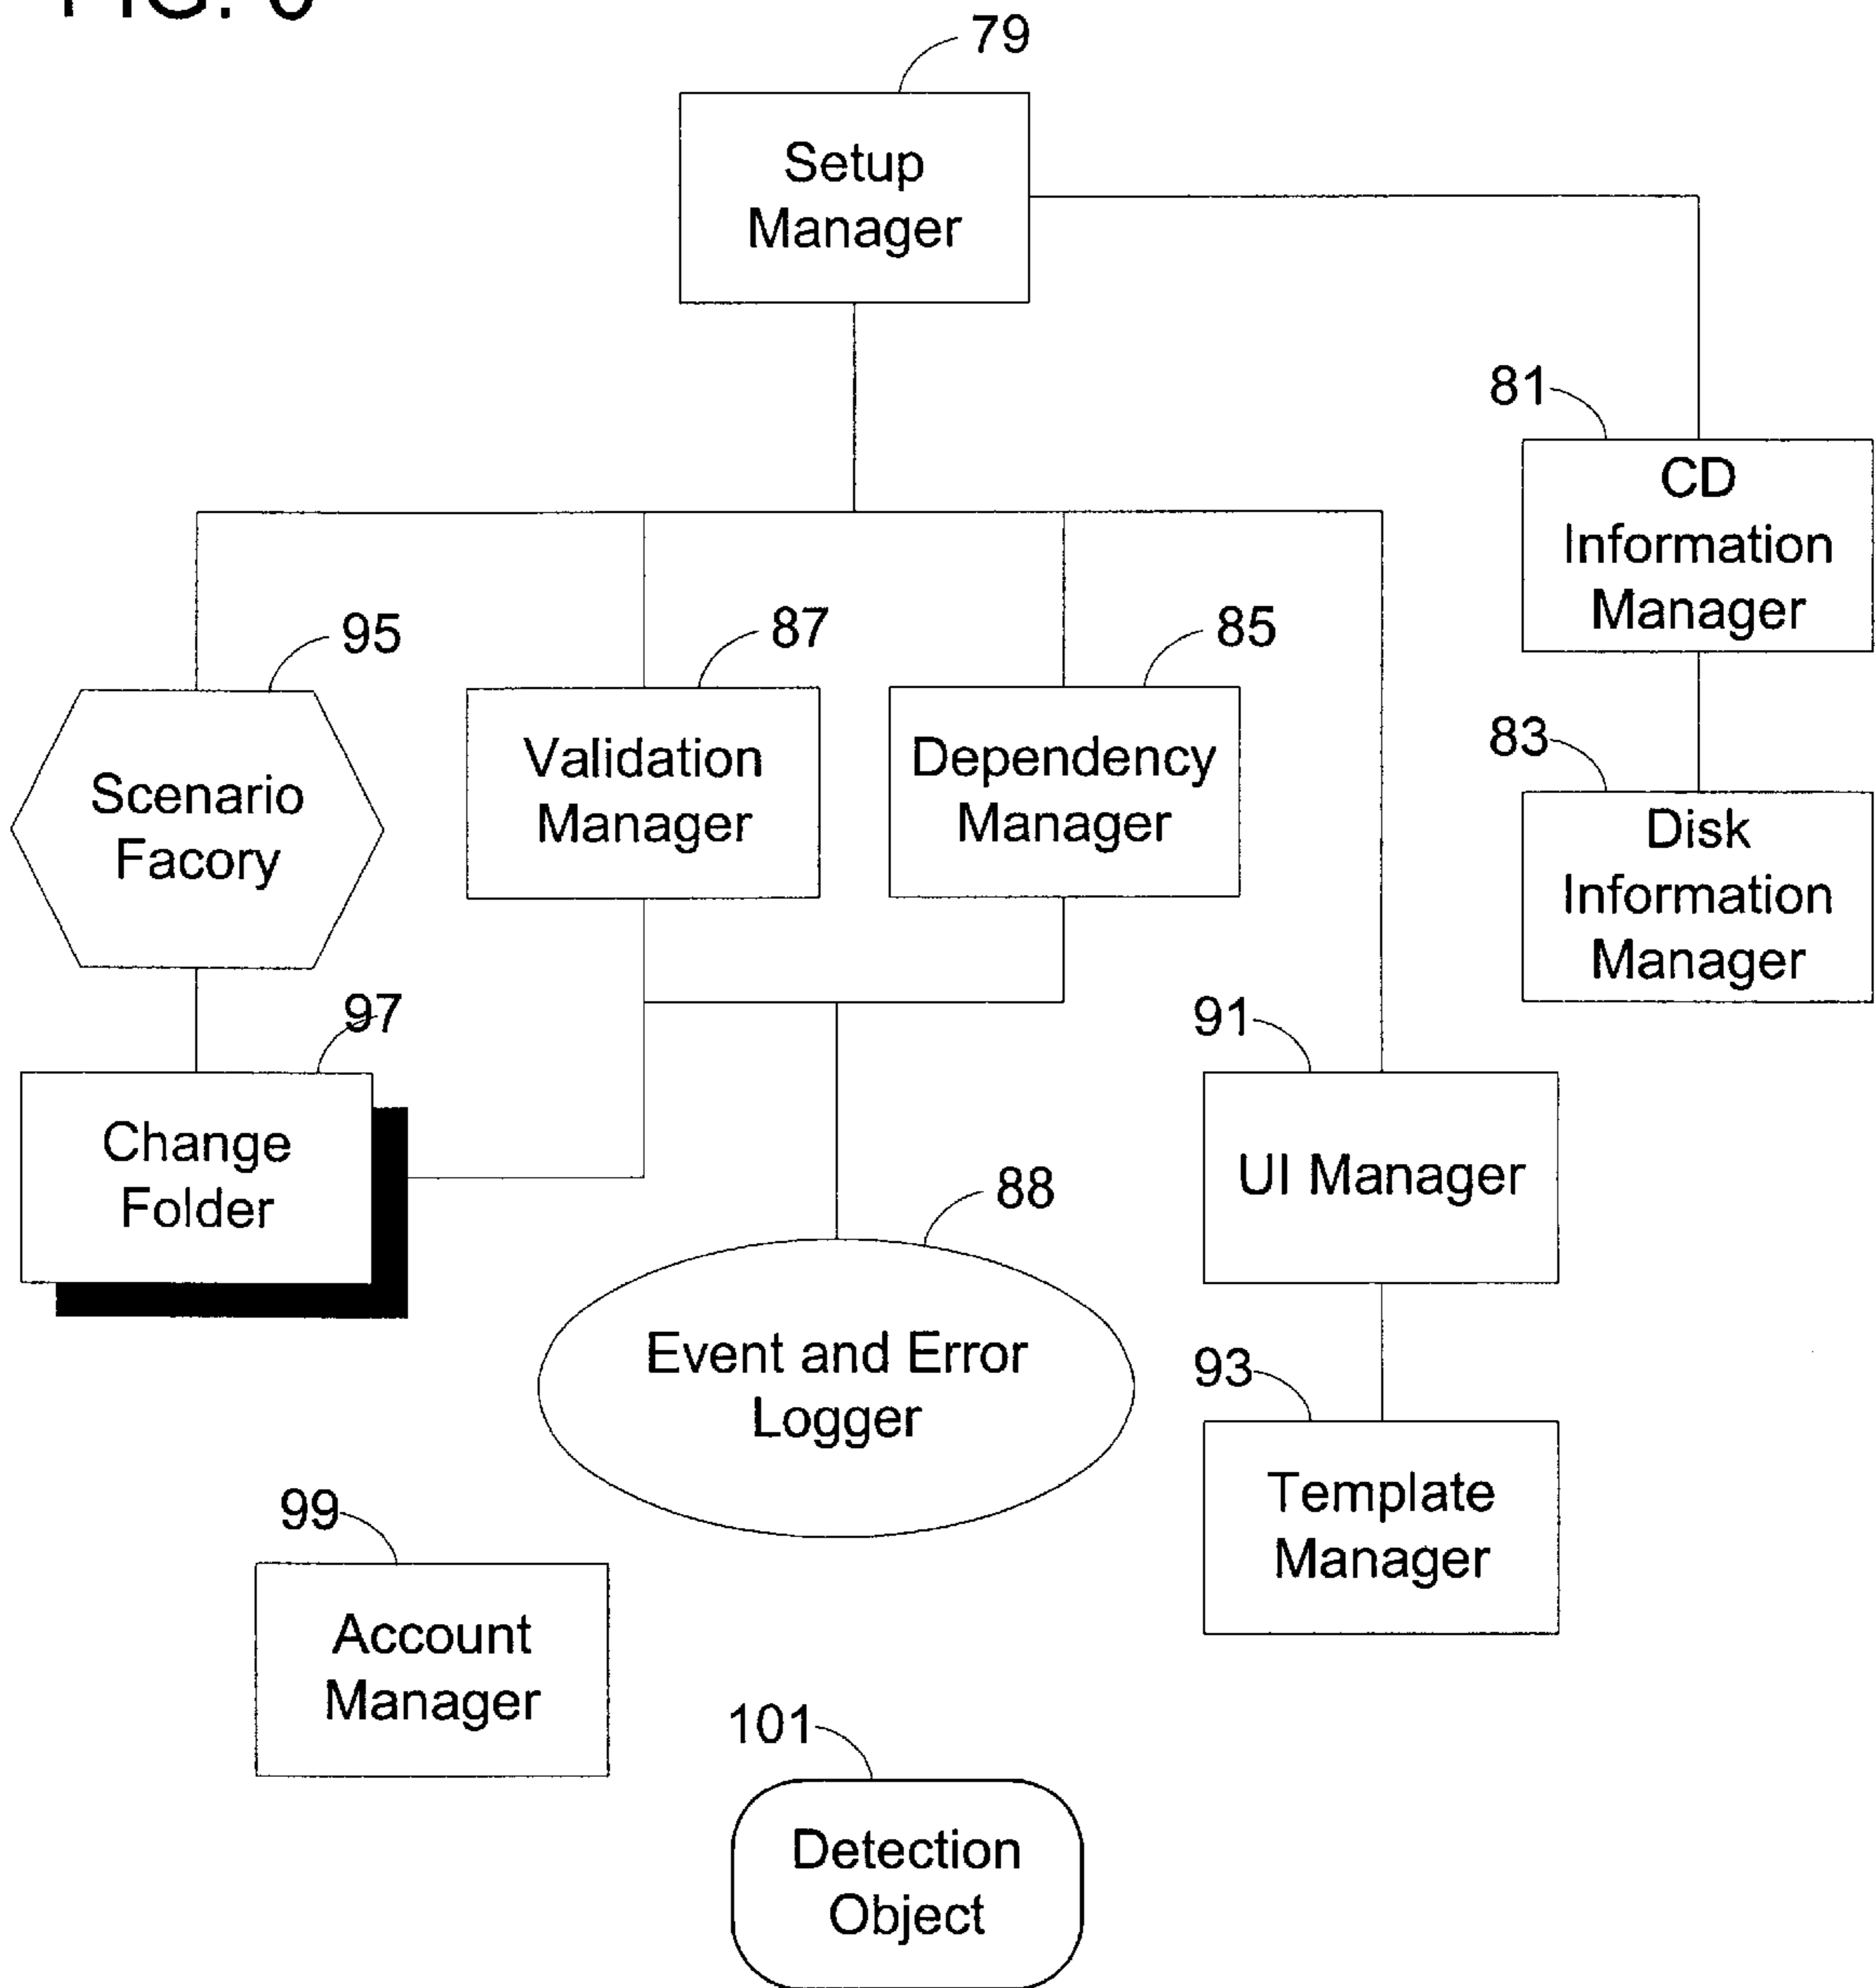 FIG.
79
Setup
Manager
81
CD
Information
Manager
95
87
85
Scenario
Facory
Validation
Manager
Dependency
Manager
83
Disk
Information
Manager
97
91
Change
Folder
UI Manager
88
Event and Error
Logger
93
Template
Manager
99
Account
Manager
101
Detection
Object